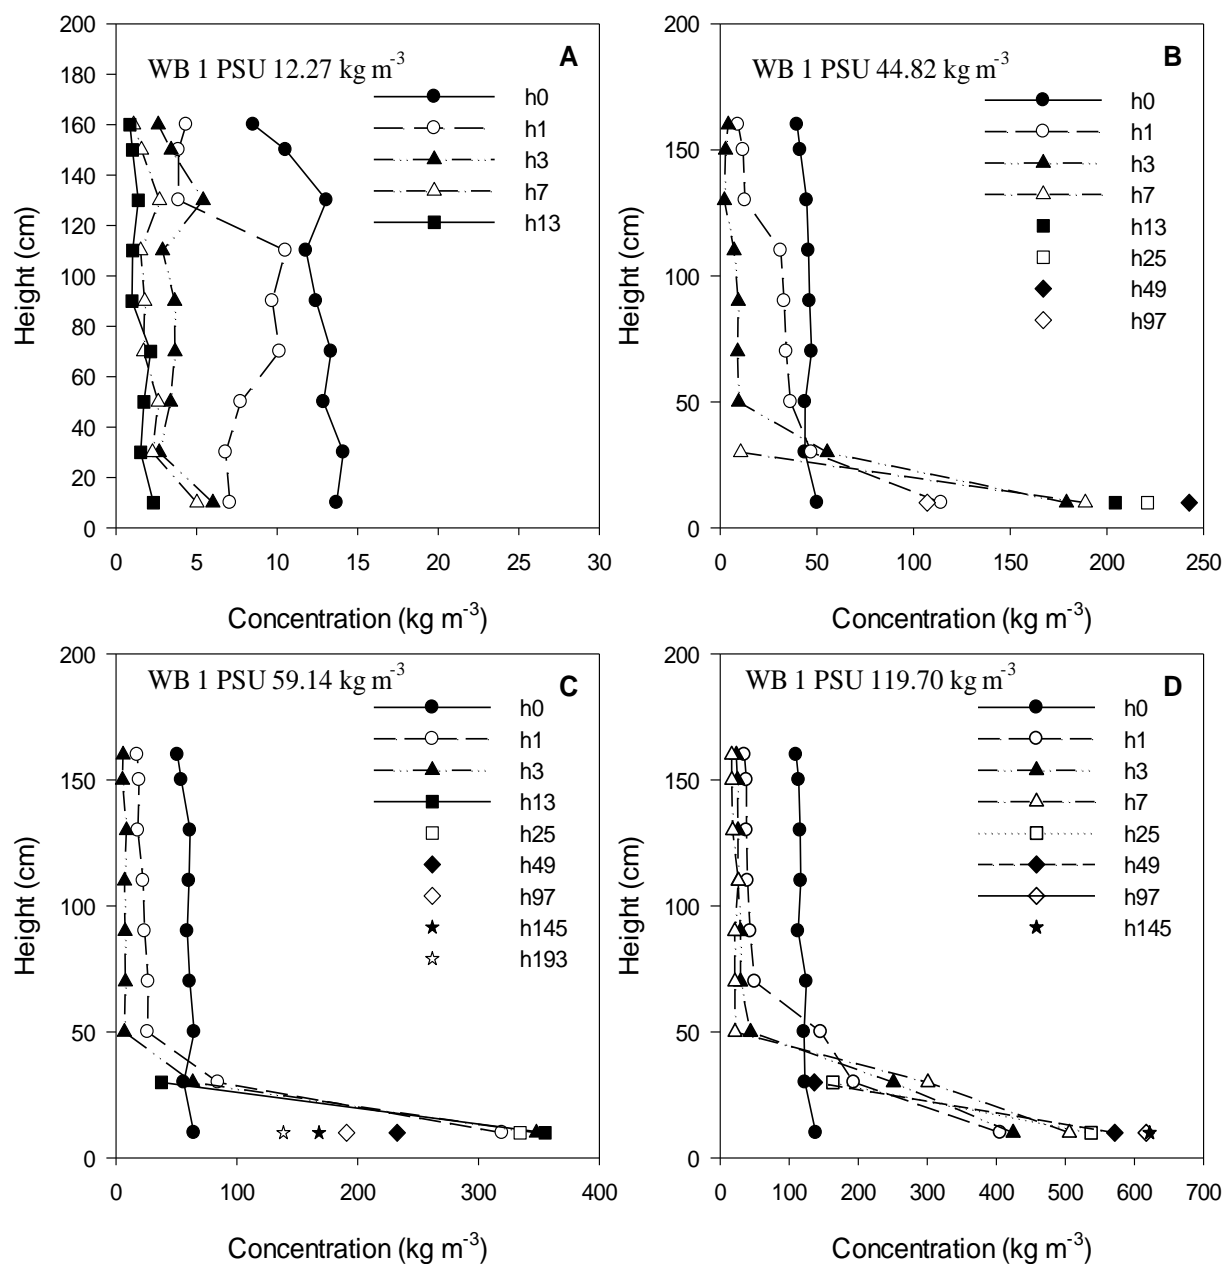 WB 1 PSU 12.27 kg m-3
A
h0
h1
h3
h7
h13
200
180
160
140
120
100
80
60
40
20
0
Height (cm)
0 5 10 15 20 25 30
Concentration (kg m-3)
WB 1 PSU 44.82 kg m-3
B
h0
h1
h3
h7
h13
h25
h49
h97
200
150
100
50
0
Height (cm)
0 50 100 150 200 250
Concentration (kg m-3)
WB 1 PSU 59.14 kg m-3
C
h0
h1
h3
h13
h25
h49
h97
h145
h193
200
150
100
50
0
Height (cm)
0 100 200 300 400
Concentration (kg m-3)
WB 1 PSU 119.70 kg m-3
D
h0
h1
h3
h7
h25
h49
h97
h145
200
150
100
50
0
Height (cm)
0 100 200 300 400 500 600 700
Concentration (kg m-3)